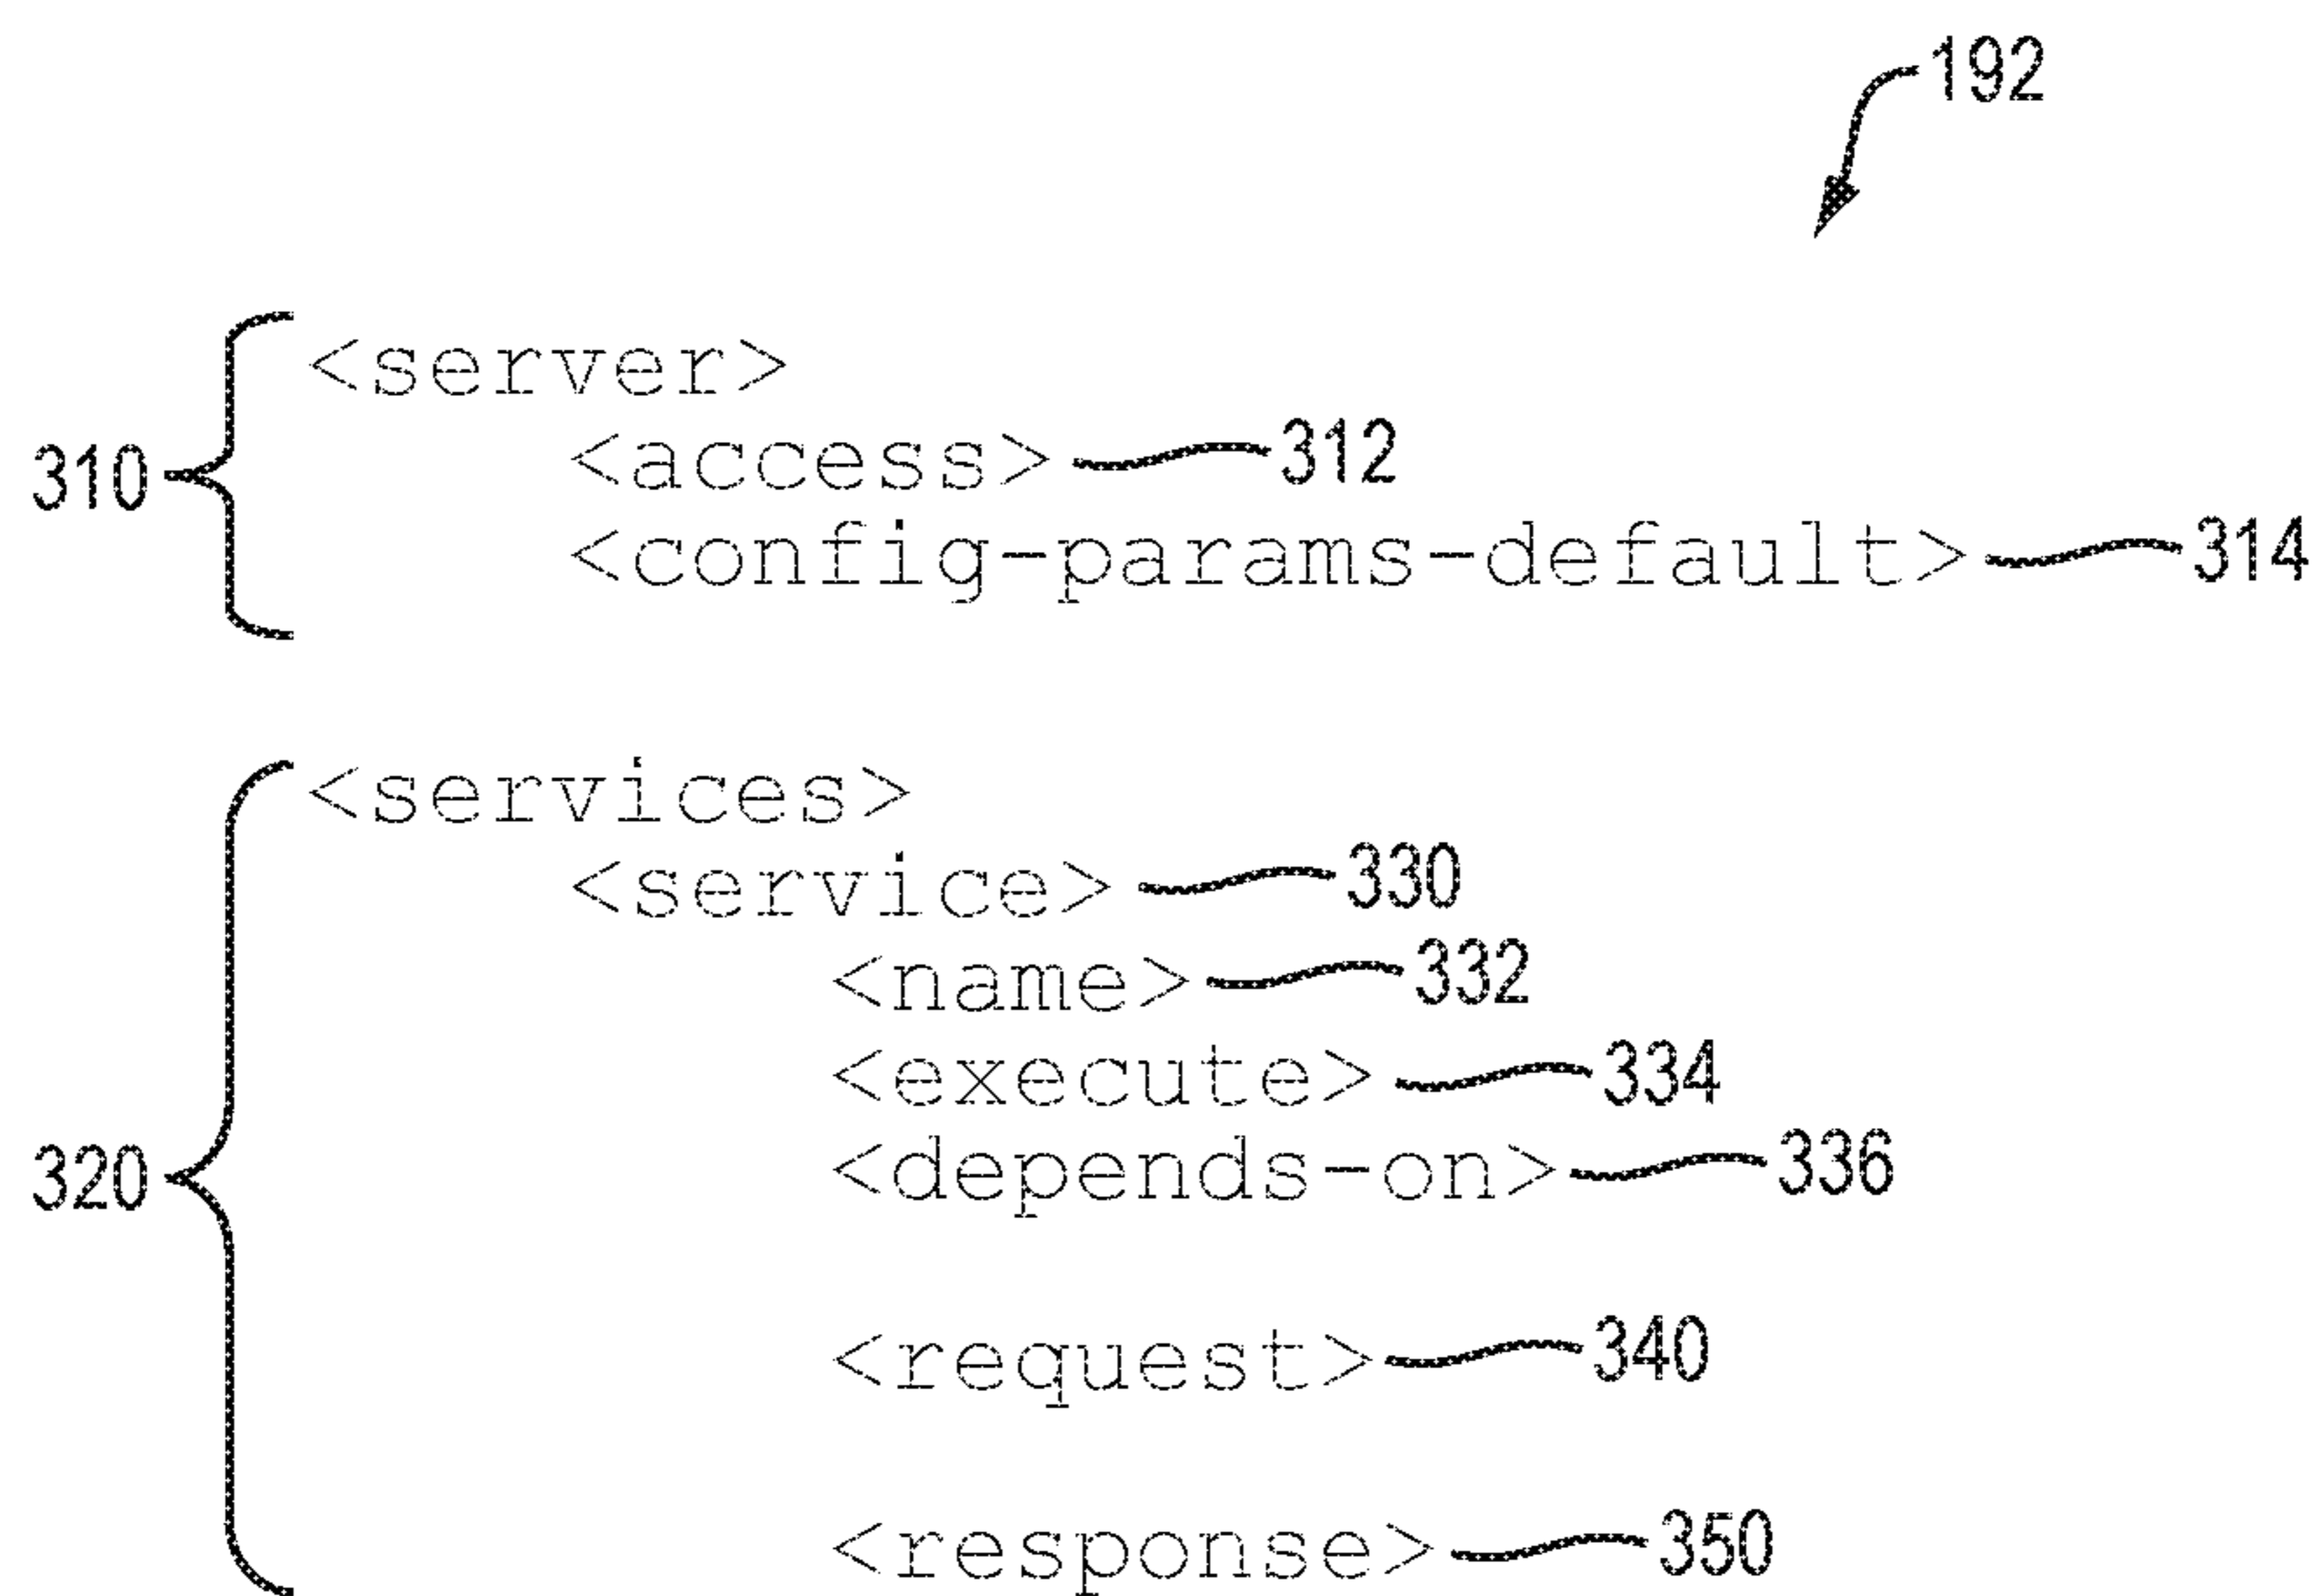 192
<server>
310 <access> 312
<config-params-default> 314
<services>
<service> 330
<name> 332
<execute> 334
320 <depends-on> 336
<request> 340
<response> 350